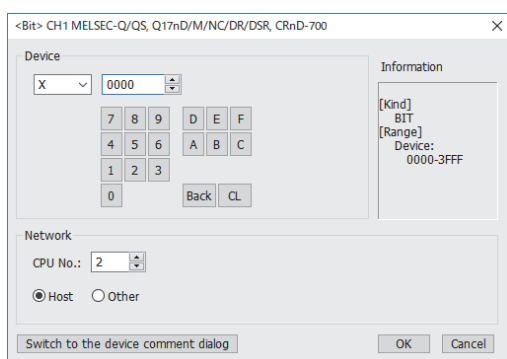 <Bit> CH1 MELSEC-Q/QS, Q17nD/M/NC/DR/DSR, CRnD-700
Device
X 0000
7 8 9 D E F
4 5 6 A B C
1 2 3
0 Back CL
Information
[Kind]
BIT
[Range]
Device:
0000-3FFF
Network
CPU No.: 2
Host Other
Switch to the device comment dialog OK Cancel